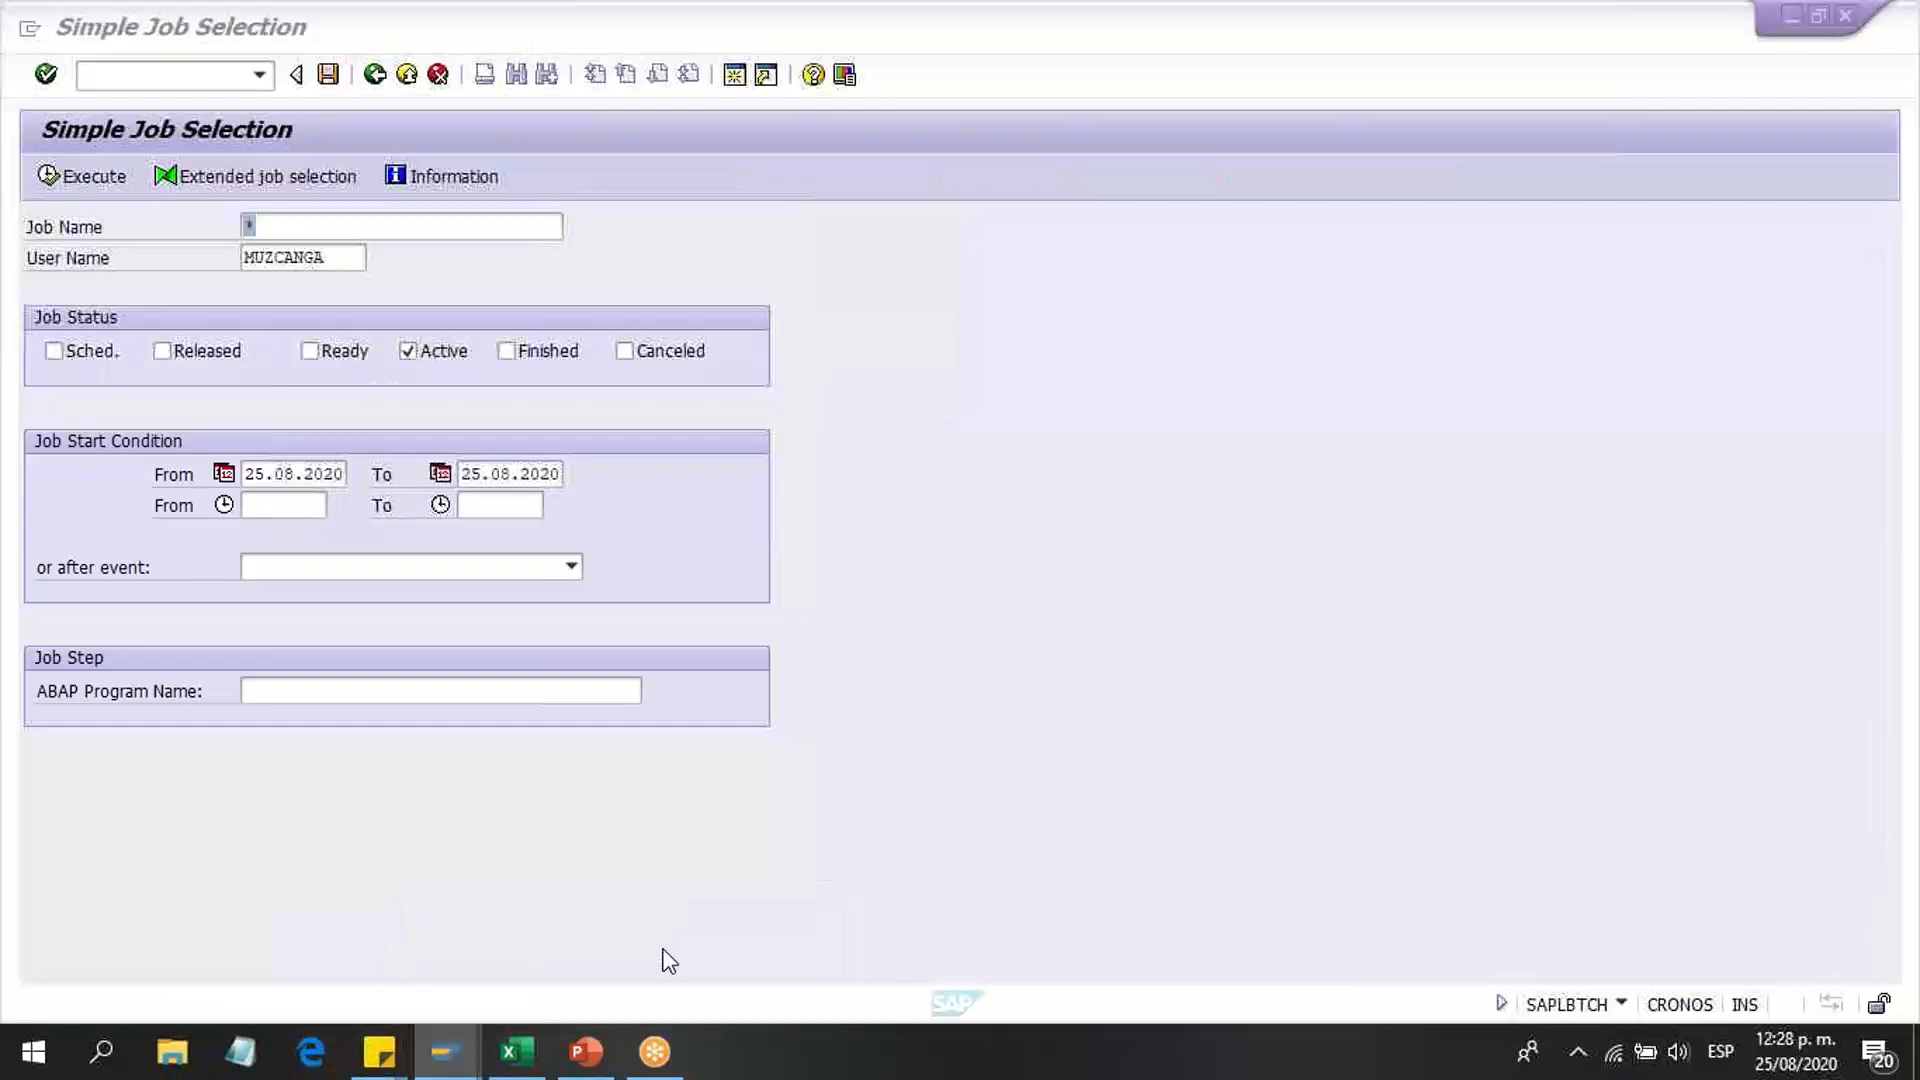 Simple Job Selection
Simple Job Selection
Execute Extended job selection Information
Job Name *
User Name MUZCANGA
Job Status
Sched. Released Ready Active Finished Canceled
Job Start Condition
From 25.08.2020 To 25.08.2020
From To
or after event:
Job Step
ABAP Program Name:
SAP SAPLBTCH CRONOS INS
ESP 12:28 p. m.
25/08/2020 20